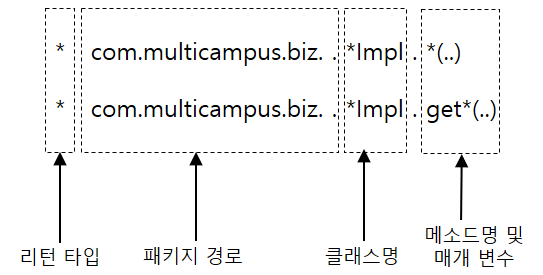 * com.multicampus.biz. . *Impl . *(..)
* com.multicampus.biz. . *Impl . get*(..)
리턴 타입 패키지 경로 클래스명 메소드명 및
매개 변수